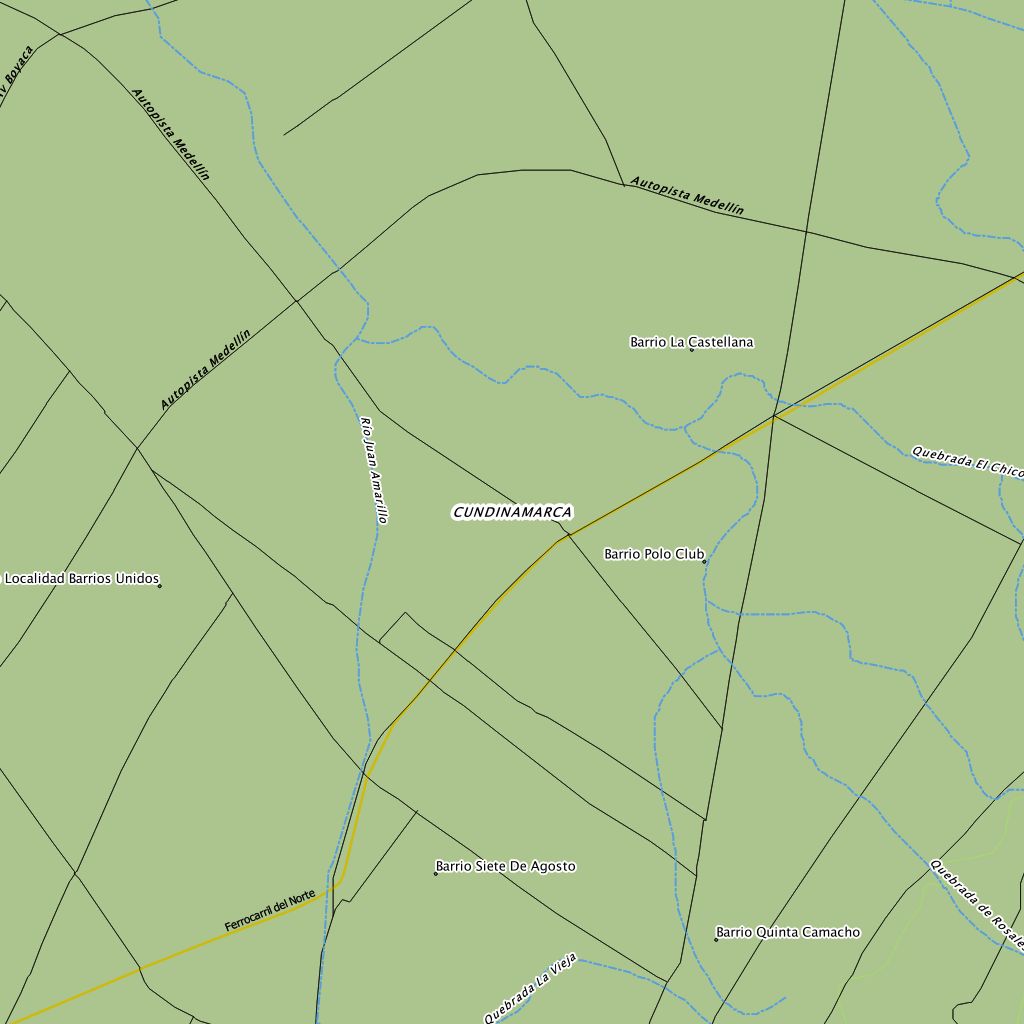 Av Boyaca
Autopista Medellín
Autopista Medellín
Autopista Medellín
Barrio La Castellana
Río Juan Amarillo
Quebrada El Chico
CUNDINAMARCA
Barrio Polo Club
Localidad Barrios Unidos
Barrio Siete De Agosto
Quebrada de Rosales
Ferrocarril del Norte
Barrio Quinta Camacho
Quebrada La Vieja